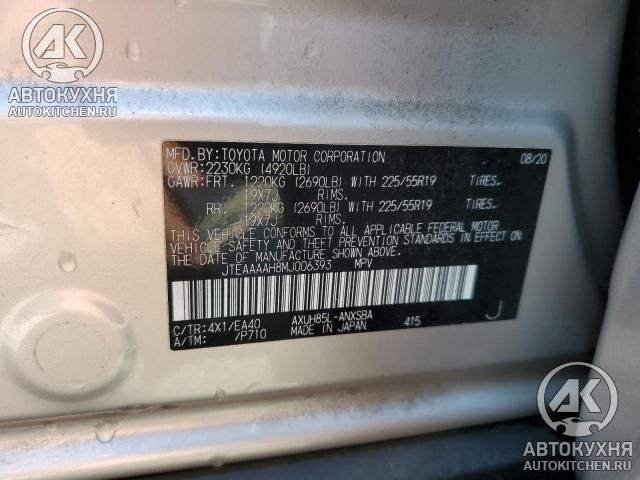 АК
АВТОКУХНЯ
AUTOKITCHEN.RU
MFD.BY:TOYOTA MOTOR CORPORATION 08/20
GVWR:2230KG (4920LB)
GAWR:FRT. 1220KG (2690LB) WITH 225/55R19 TIRES.
19X7J RIMS.
RR. 1220KG (2690LB) WITH 225/55R19 TIRES.
19X7J RIMS.
THIS VEHICLE CONFORMS TO ALL APPLICABLE FEDERAL MOTOR
VEHICLE SAFETY AND THEFT PREVENTION STANDARDS IN EFFECT ON
THE DATE OF MANUFACTURE SHOWN ABOVE.
JTEAAAAH8MJ006393 MPV
C/TR:4X1/EA40 AXUH85L-ANXSBA 415 J
A/TM: /P710 MADE IN JAPAN
АК
АВТОКУХНЯ
AUTOKITCHEN.RU